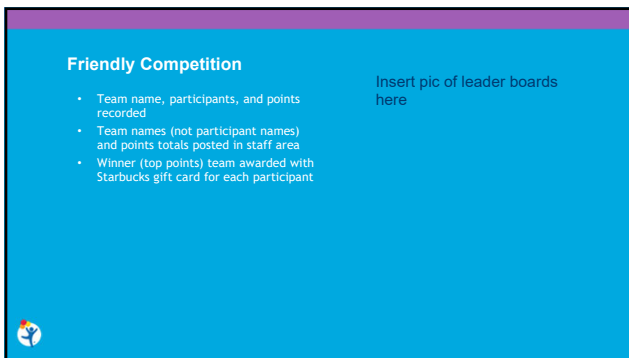 Friendly Competition
• Team name, participants, and points
recorded
• Team names (not participant names)
and points totals posted in staff area
• Winner (top points) team awarded with
Starbucks gift card for each participant
Insert pic of leader boards
here